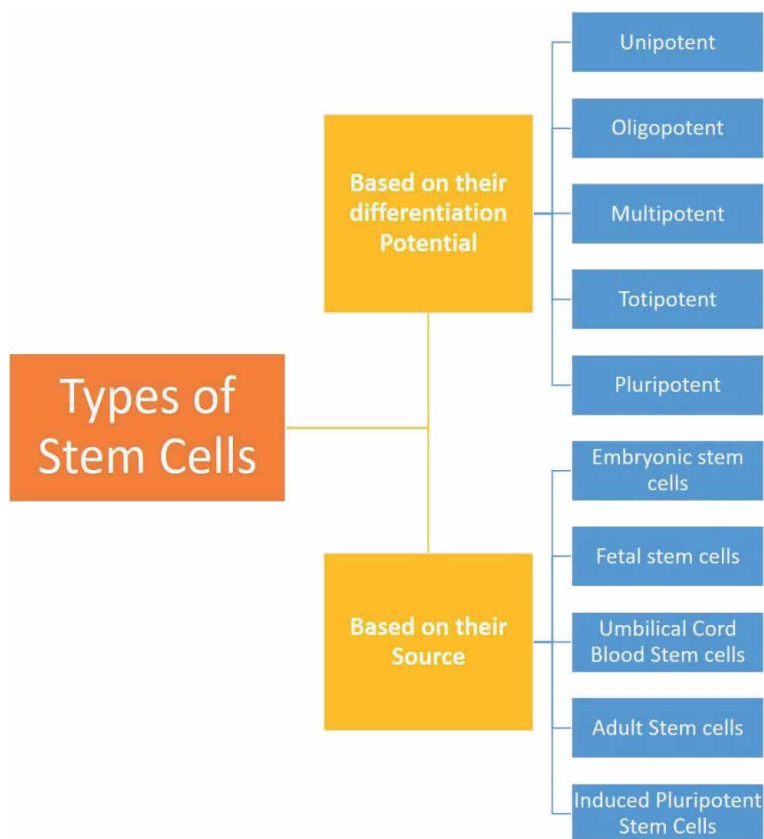 Types of
Stem Cells
Based on their
differentiation
Potential
Unipotent
Oligopotent
Multipotent
Totipotent
Pluripotent
Based on their
Source
Embryonic stem
cells
Fetal stem cells
Umbilical Cord
Blood Stem cells
Adult Stem cells
Induced Pluripotent
Stem Cells